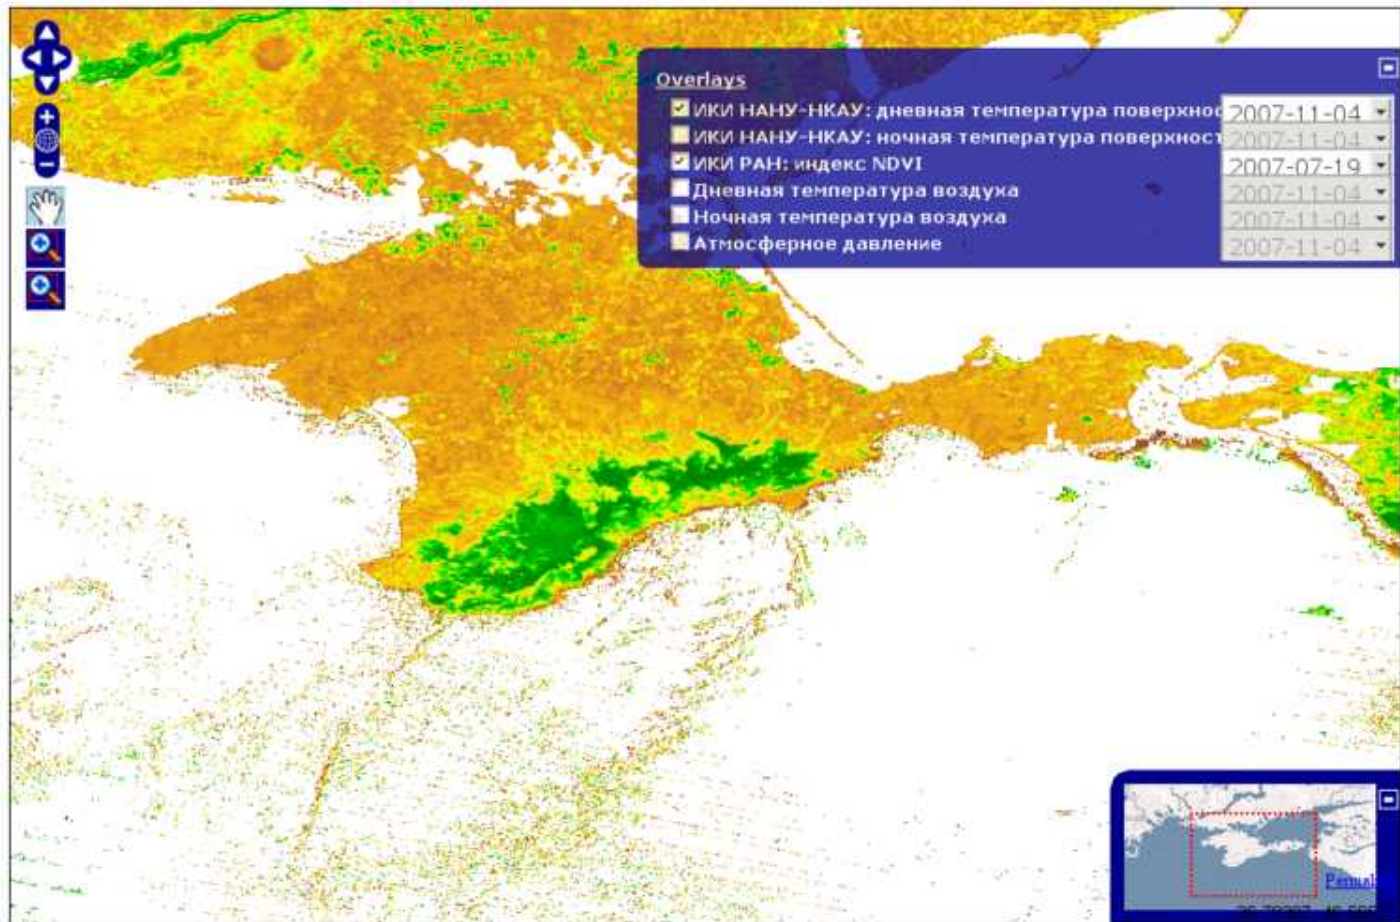 Overlays
ИКИ НАНУ-НКАУ: дневная температура поверхнос 2007-11-04
ИКИ НАНУ-НКАУ: ночная температура поверхност 2007-11-04
ИКИ РАН: индекс NDVI 2007-07-19
Дневная температура воздуха 2007-11-04
Ночная температура воздуха 2007-11-04
Атмосферное давление 2007-11-04
Permal